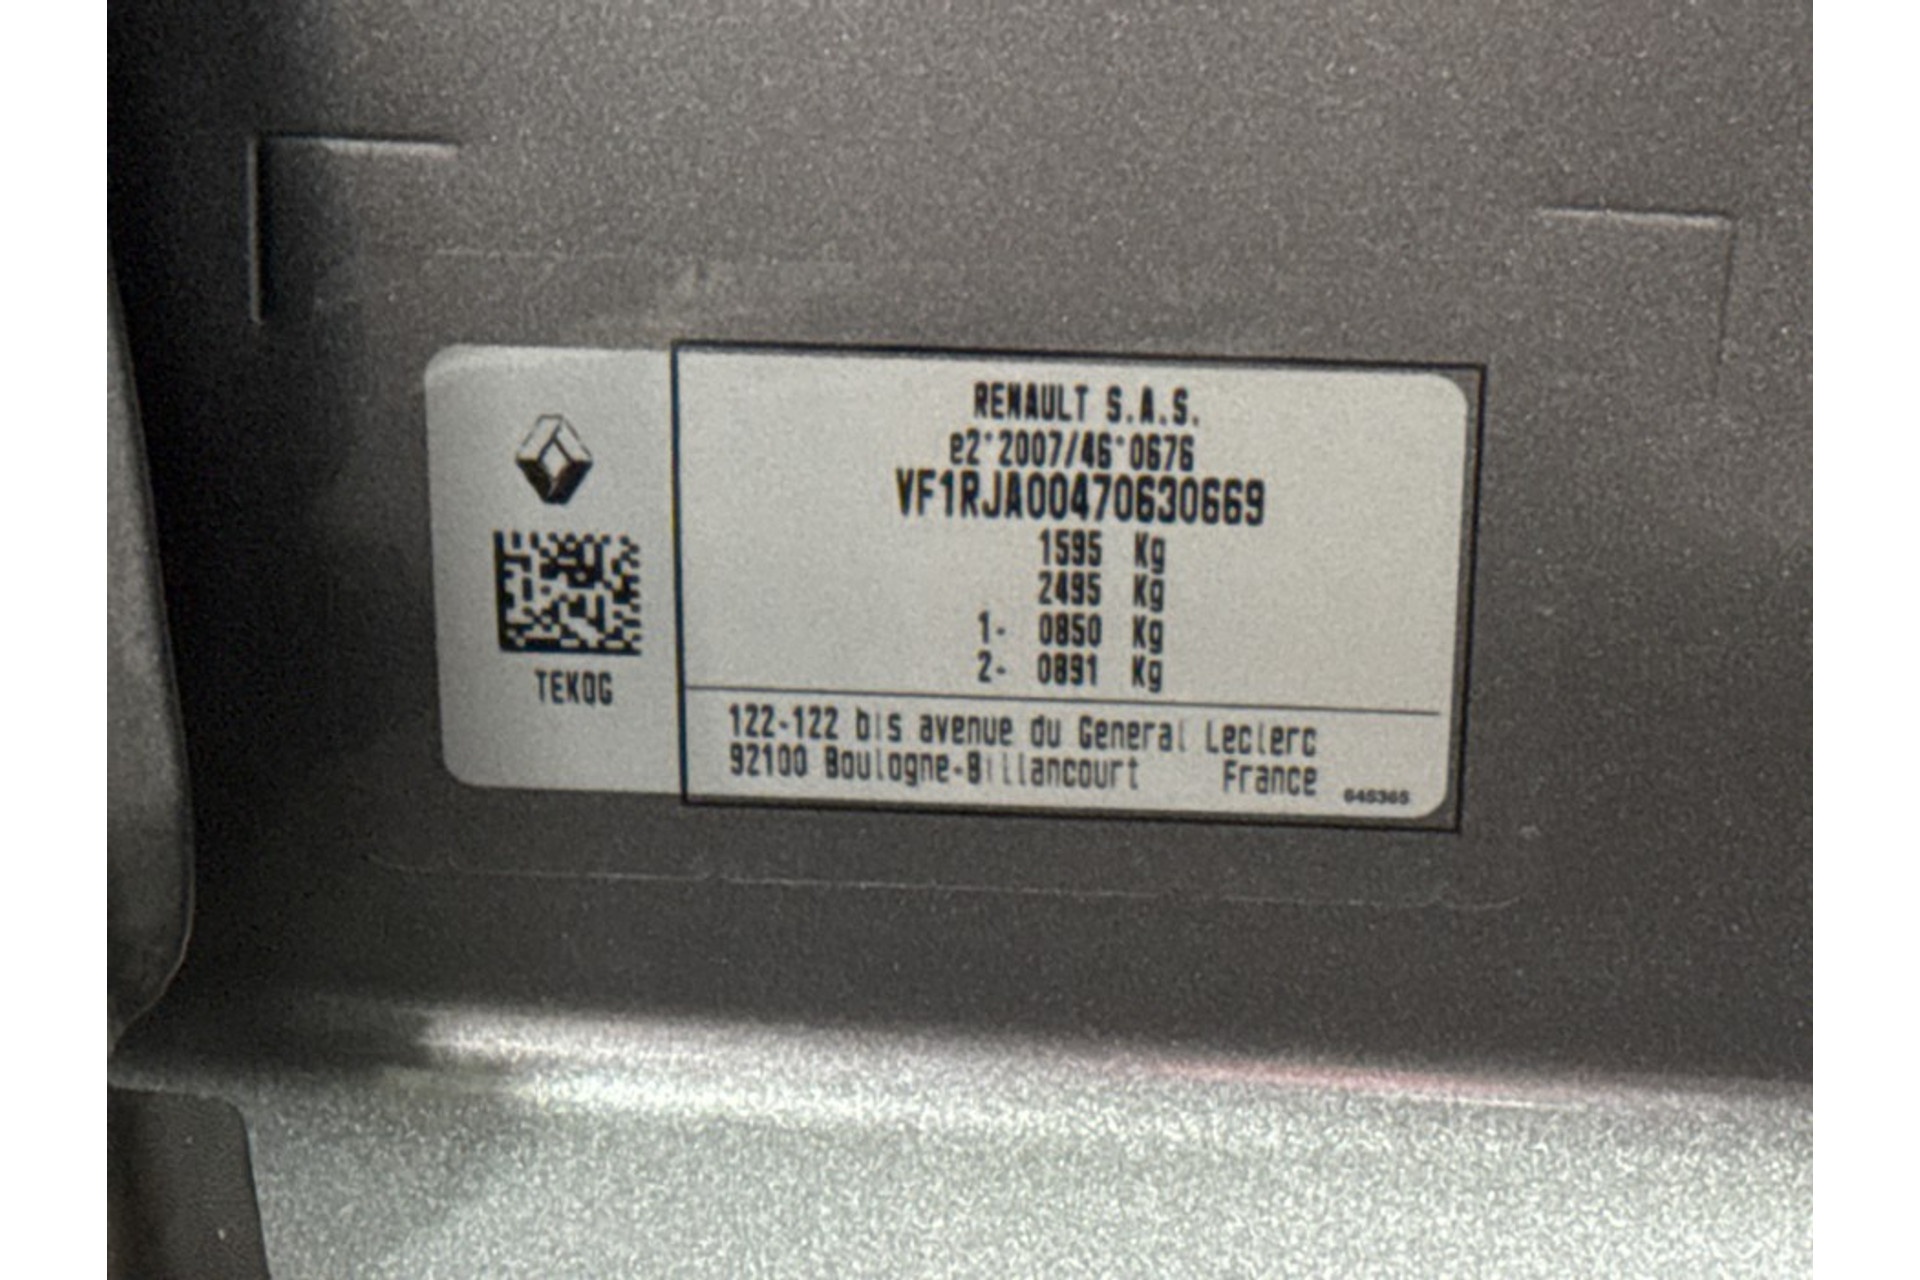 RENAULT S.A.S.
e2*2007/46*0676
VF1RJA00470630669
1595 Kg
2495 Kg
1- 0850 Kg
2- 0891 Kg
TEKQG
122-122 bis avenue du General Leclerc
92100 Boulogne-Billancourt France
645365